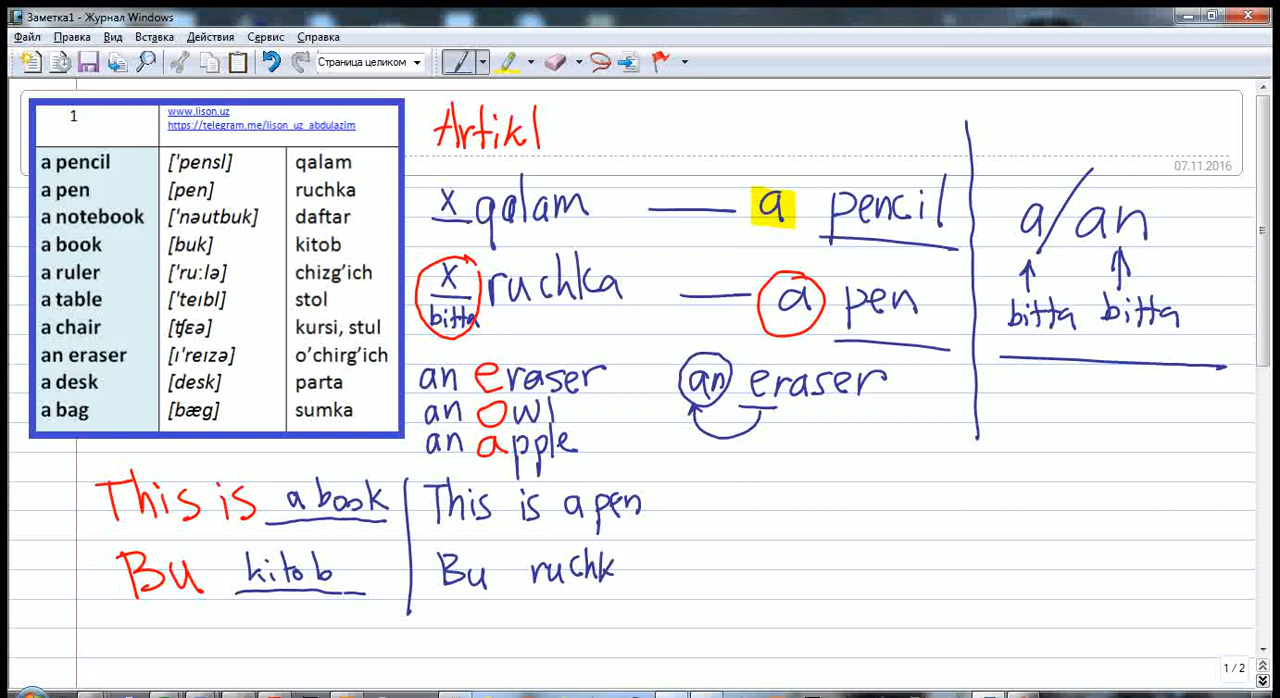 Заметка1 - Журнал Windows
Файл Правка Вид Вставка Действия Сервис Справка
Страница целиком
07.11.2016
1 www.lison.uz
https://telegram.me/lison_uz_abdulazim
a pencil ['pensl] qalam
a pen [pen] ruchka
a notebook ['nəutbuk] daftar
a book [buk] kitob
a ruler ['ru:lə] chizg’ich
a table ['teɪbl] stol
a chair [ʧeə] kursi, stul
an eraser [ɪ'reɪzə] o’chirg’ich
a desk [desk] parta
a bag [bæg] sumka
Artikl
x qalam — a pencil
x ruchka — a pen
bitta
an eraser an eraser
an owl
an apple
a/an
bitta bitta
This is a book
Bu kitob
This is a pen
Bu ruchk
1 / 2